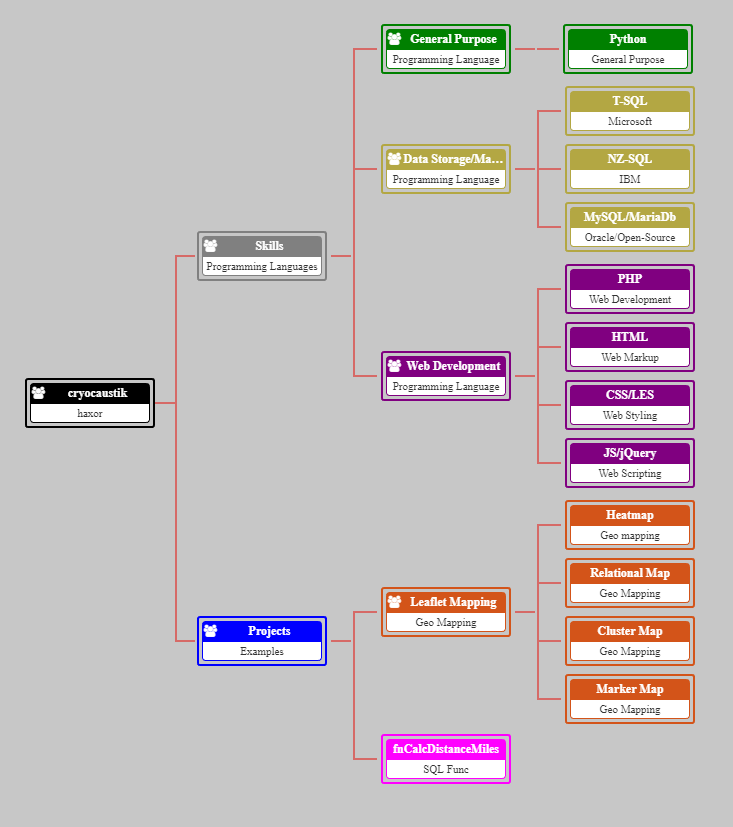 cryocaustik
haxor
Skills
Programming Languages
General Purpose
Programming Language
Python
General Purpose
Data Storage/Ma...
Programming Language
T-SQL
Microsoft
NZ-SQL
IBM
MySQL/MariaDb
Oracle/Open-Source
Web Development
Programming Language
PHP
Web Development
HTML
Web Markup
CSS/LES
Web Styling
JS/jQuery
Web Scripting
Projects
Examples
Leaflet Mapping
Geo Mapping
Heatmap
Geo mapping
Relational Map
Geo Mapping
Cluster Map
Geo Mapping
Marker Map
Geo Mapping
fnCalcDistanceMiles
SQL Func